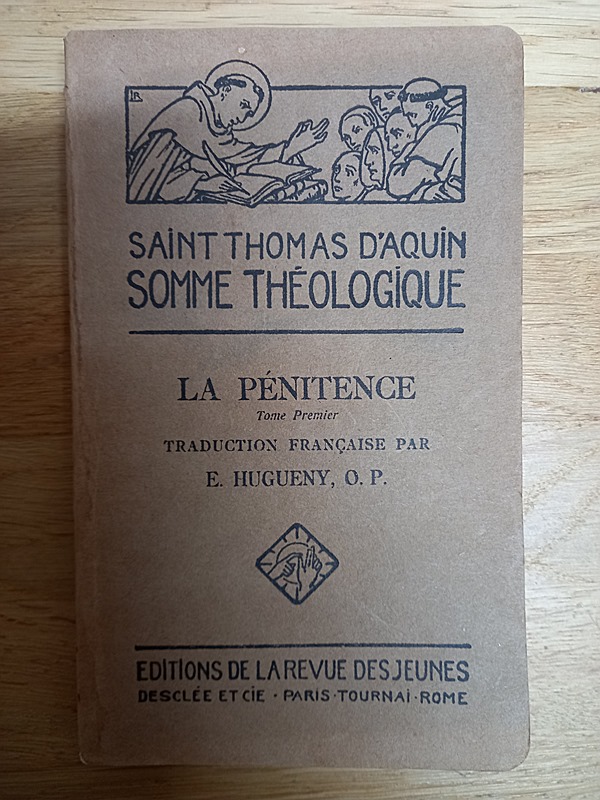 SAINT THOMAS D'AQUIN
SOMME THÉOLOGIQUE
LA PÉNITENCE
Tome Premier
TRADUCTION FRANÇAISE PAR
E. HUGUENY, O. P.
EDITIONS DE LA REVUE DES JEUNES
DESCLÉE ET CIE · PARIS · TOURNAI · ROME